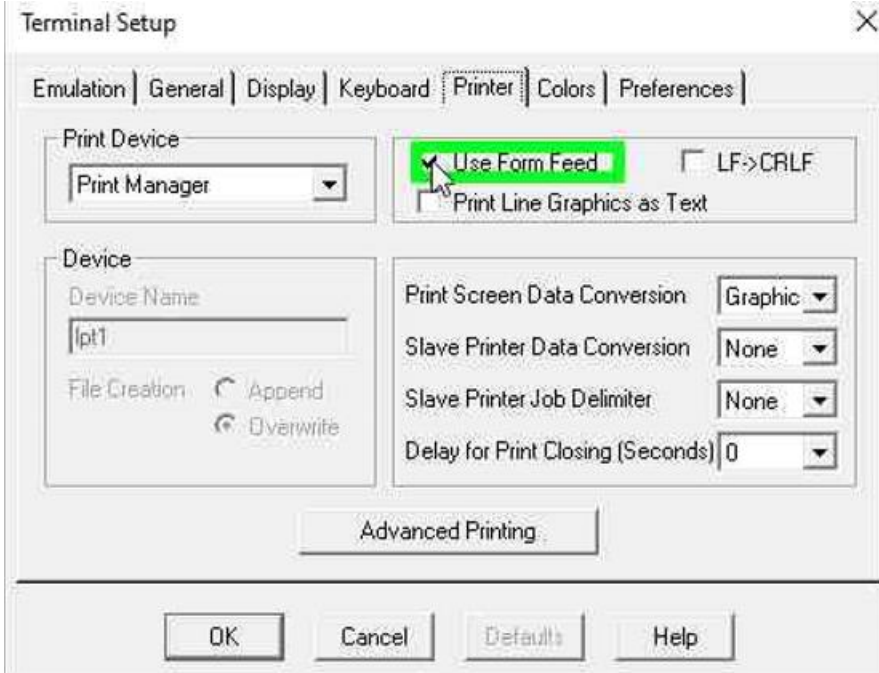 Terminal Setup
Emulation General Display Keyboard Printer Colors Preferences
Print Device
Print Manager
Use Form Feed LF->CRLF
Print Line Graphics as Text
Device
Device Name
lpt1
File Creation Append
Overwrite
Print Screen Data Conversion Graphic
Slave Printer Data Conversion None
Slave Printer Job Delimiter None
Delay for Print Closing (Seconds) 0
Advanced Printing
OK Cancel Defaults Help